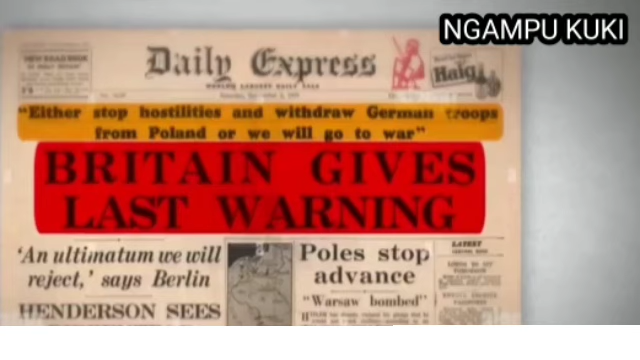 NGAMPU KUKI
Daily Express
Haig
"Either stop hostilities and withdraw German troops
from Poland or we will go to war"
BRITAIN GIVES
LAST WARNING
'An ultimatum we will
reject,' says Berlin
Poles stop
advance
"Warsaw bombed"
LATEST
HENDERSON SEES